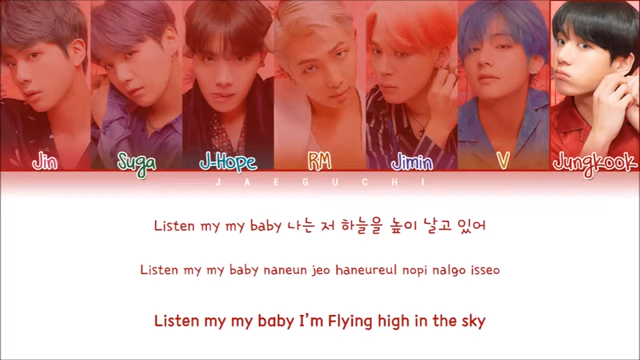 Jin Suga J-Hope RM Jimin V Jungkook
JAEGUCHI
Listen my my baby 나는 저 하늘을 높이 날고 있어
Listen my my baby naneun jeo haneureul nopi nalgo isseo
Listen my my baby I'm Flying high in the sky